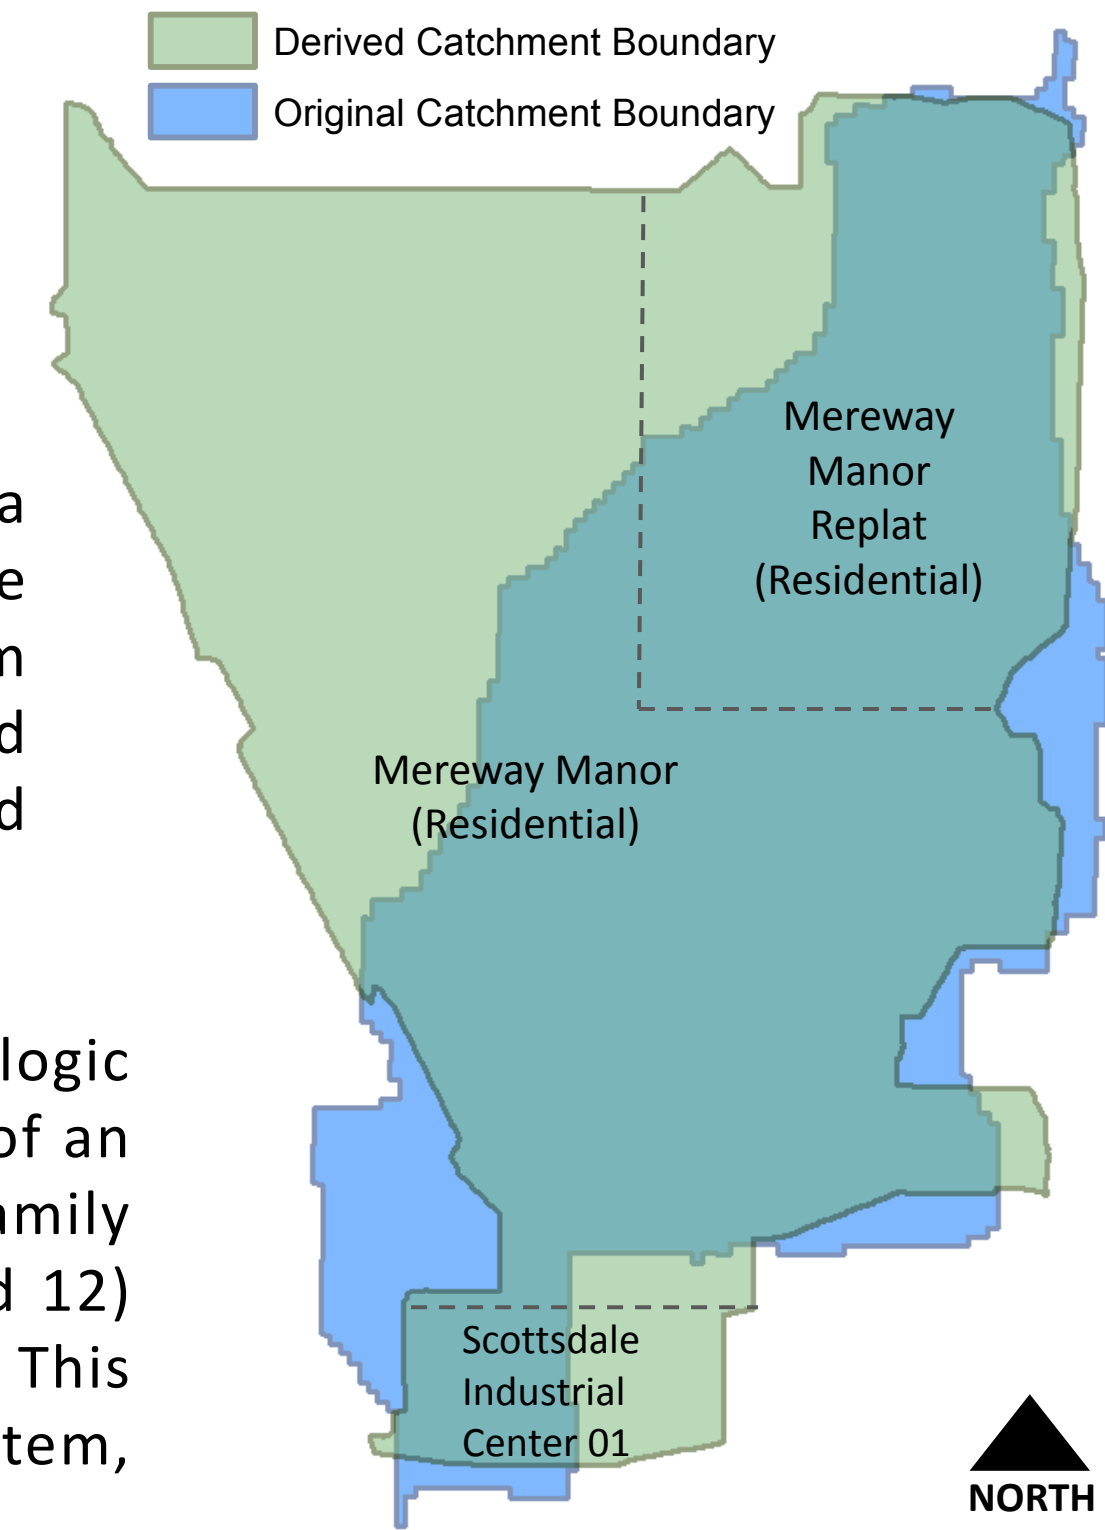 Derived Catchment Boundary
Original Catchment Boundary
a
e
d
d
logic
of an
amily
d 12)
This
tem,
Mereway
Manor
Replat
(Residential)
Mereway Manor
(Residential)
Scottsdale
Industrial
Center 01
NORTH